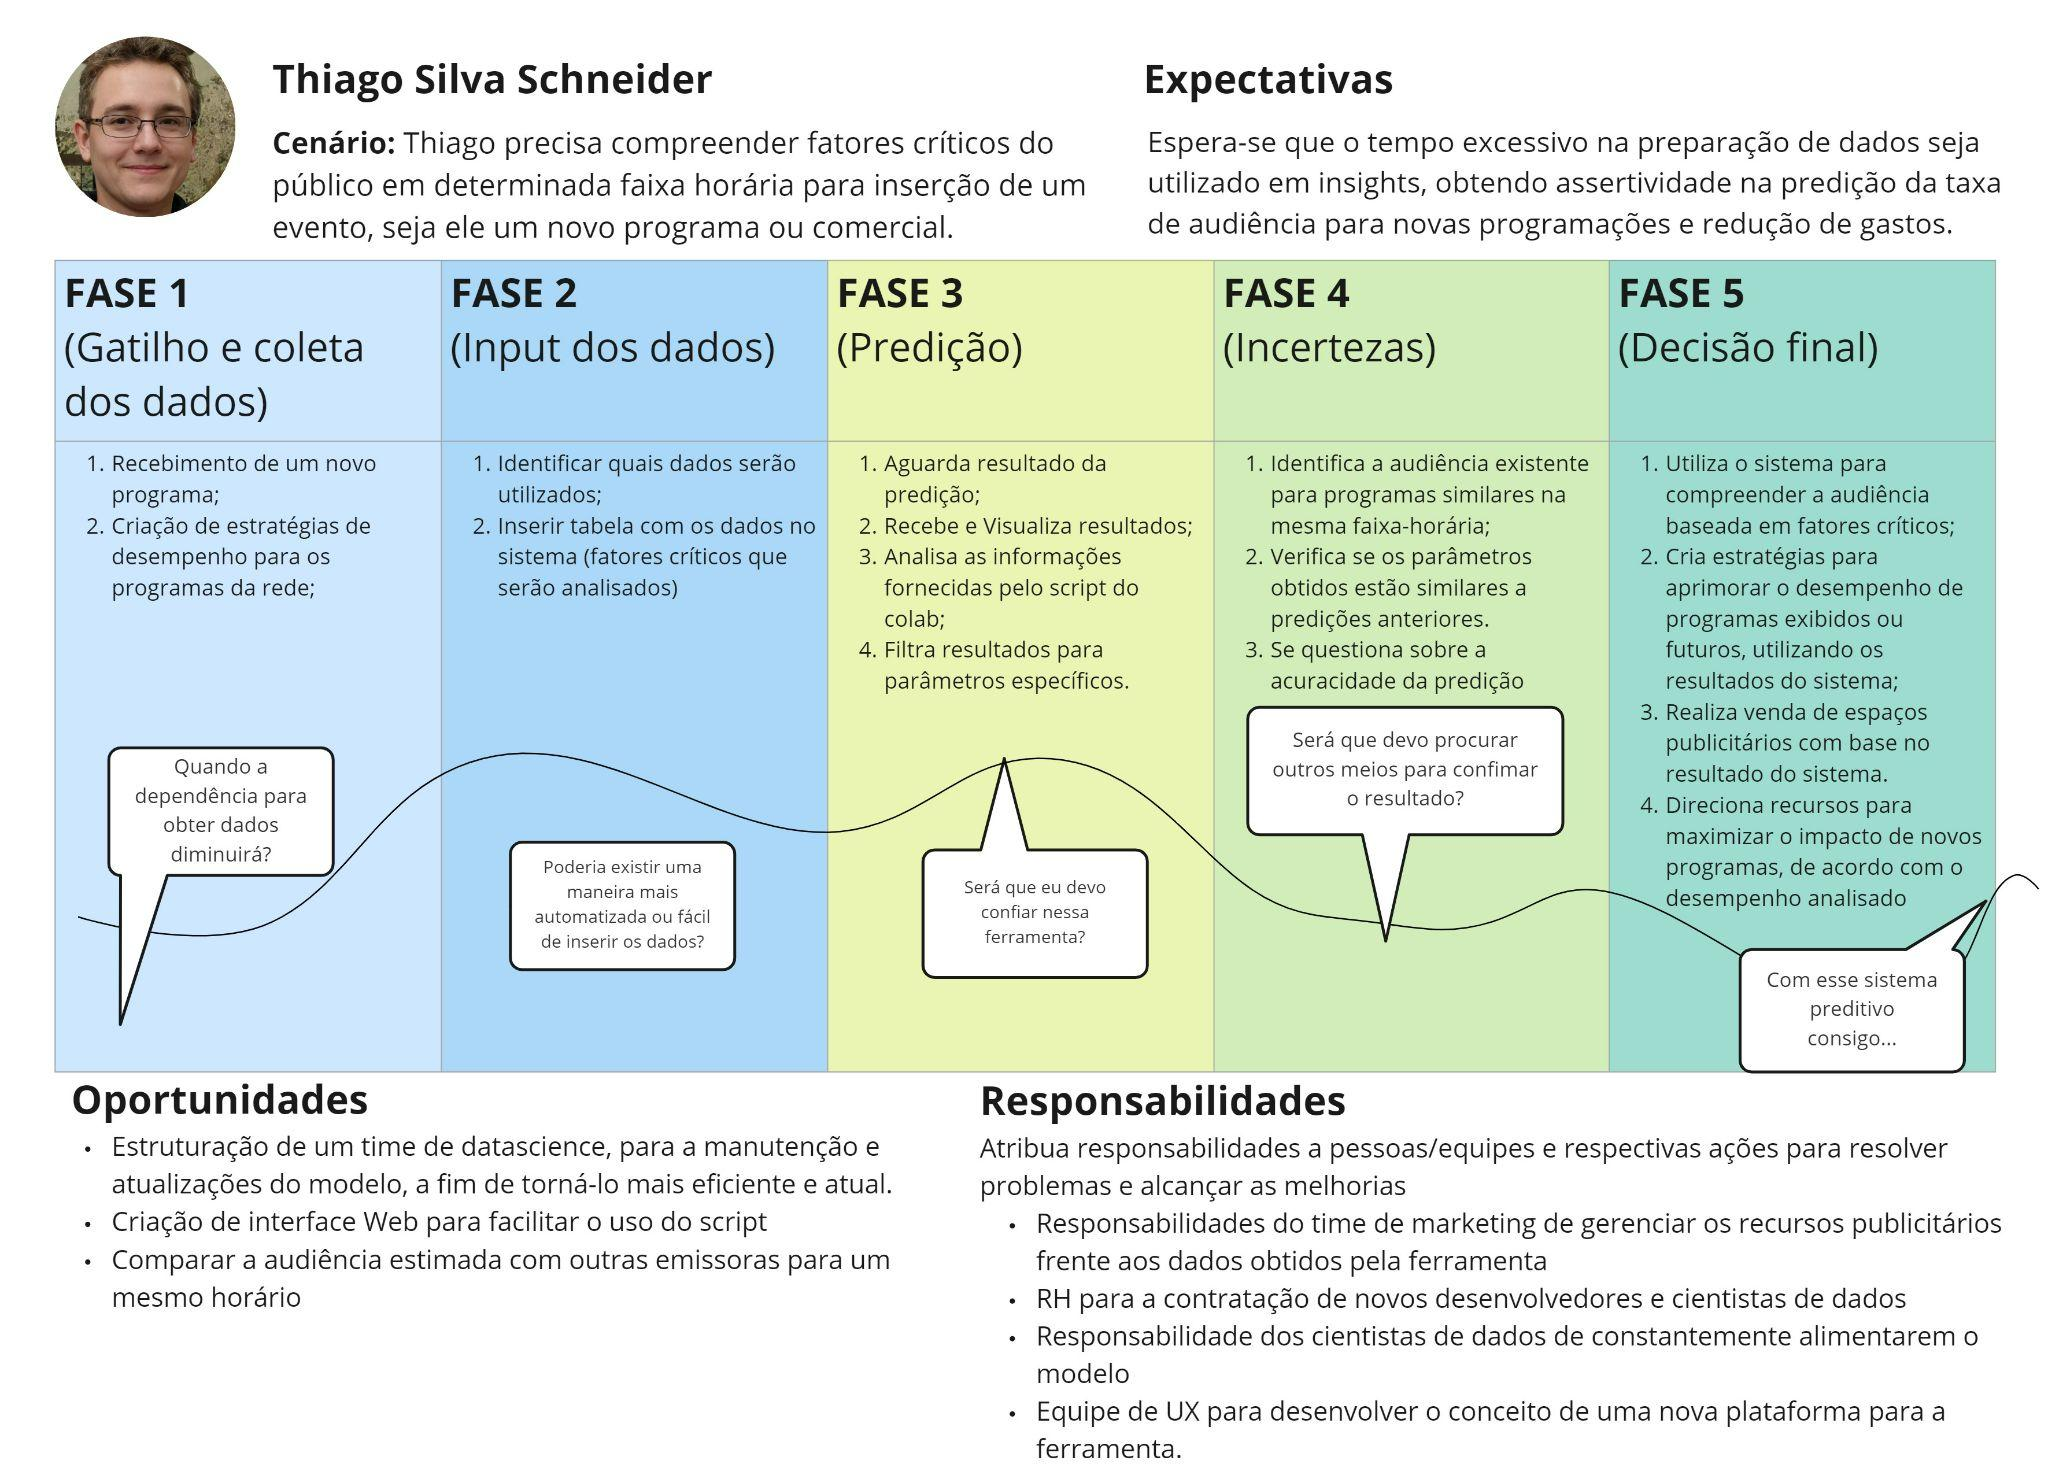 Thiago Silva Schneider
Cenário: Thiago precisa compreender fatores críticos do
público em determinada faixa horária para inserção de um
evento, seja ele um novo programa ou comercial.
Expectativas
Espera-se que o tempo excessivo na preparação de dados seja
utilizado em insights, obtendo assertividade na predição da taxa
de audiência para novas programações e redução de gastos.
FASE 1
(Gatilho e coleta
dos dados)
FASE 2
(Input dos dados)
FASE 3
(Predição)
FASE 4
(Incertezas)
FASE 5
(Decisão final)
1. Recebimento de um novo
programa;
2. Criação de estratégias de
desempenho para os
programas da rede;
1. Identificar quais dados serão
utilizados;
2. Inserir tabela com os dados no
sistema (fatores críticos que
serão analisados)
1. Aguarda resultado da
predição;
2. Recebe e Visualiza resultados;
3. Analisa as informações
fornecidas pelo script do
colab;
4. Filtra resultados para
parâmetros específicos.
1. Identifica a audiência existente
para programas similares na
mesma faixa-horária;
2. Verifica se os parâmetros
obtidos estão similares a
predições anteriores.
3. Se questiona sobre a
acuracidade da predição
1. Utiliza o sistema para
compreender a audiência
baseada em fatores críticos;
2. Cria estratégias para
aprimorar o desempenho de
programas exibidos ou
futuros, utilizando os
resultados do sistema;
3. Realiza venda de espaços
publicitários com base no
resultado do sistema.
4. Direciona recursos para
maximizar o impacto de novos
programas, de acordo com o
desempenho analisado
Quando a
dependência para
obter dados
diminuirá?
Poderia existir uma
maneira mais
automatizada ou fácil
de inserir os dados?
Será que eu devo
confiar nessa
ferramenta?
Será que devo procurar
outros meios para confimar
o resultado?
Com esse sistema
preditivo
consigo...
Oportunidades
• Estruturação de um time de datascience, para a manutenção e
atualizações do modelo, a fim de torná-lo mais eficiente e atual.
• Criação de interface Web para facilitar o uso do script
• Comparar a audiência estimada com outras emissoras para um
mesmo horário
Responsabilidades
Atribua responsabilidades a pessoas/equipes e respectivas ações para resolver
problemas e alcançar as melhorias
• Responsabilidades do time de marketing de gerenciar os recursos publicitários
frente aos dados obtidos pela ferramenta
• RH para a contratação de novos desenvolvedores e cientistas de dados
• Responsabilidade dos cientistas de dados de constantemente alimentarem o
modelo
• Equipe de UX para desenvolver o conceito de uma nova plataforma para a
ferramenta.